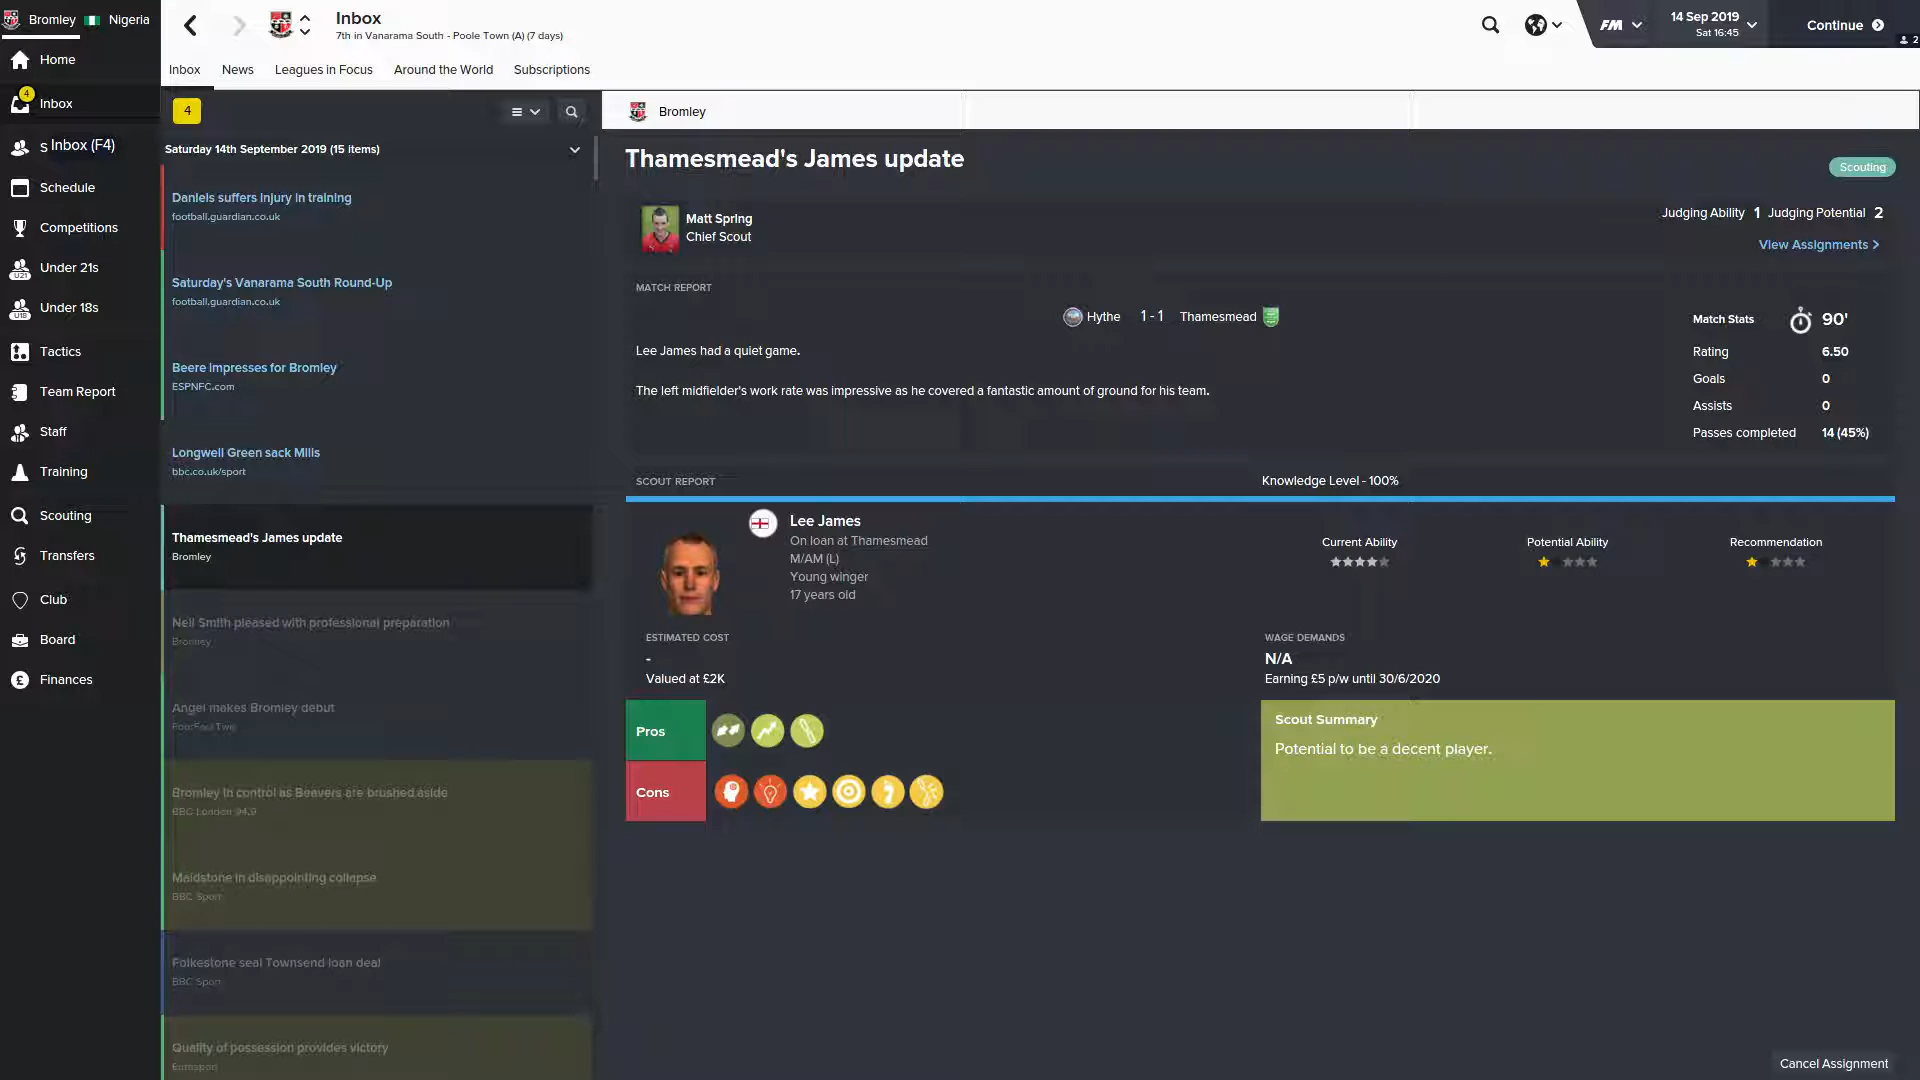 Bromley
Nigeria
Home
4
Inbox
S
Inbox (F4)
Schedule
Competitions
U21
Under 21s
U18
Under 18s
Tactics
Team Report
Staff
Training
Scouting
Transfers
Club
Board
Finances
Inbox
7th in Vanarama South - Poole Town (A) (7 days)
FM
14 Sep 2019
Sat 16:45
Continue
2
Inbox
News
Leagues in Focus
Around the World
Subscriptions
4
Saturday 14th September 2019 (15 items)
Daniels suffers injury in training
football.guardian.co.uk
Saturday's Vanarama South Round-Up
football.guardian.co.uk
Beere impresses for Bromley
ESPNFC.com
Longwell Green sack Mills
bbc.co.uk/sport
Thamesmead's James update
Bromley
Neil Smith pleased with professional preparation
Bromley
Angel makes Bromley debut
FourFourTwo
Bromley in control as Beavers are brushed aside
BBC London 94.9
Maidstone in disappointing collapse
BBC Sport
Folkestone seal Townsend loan deal
BBC Sport
Quality of possession provides victory
Eurosport
Bromley
Thamesmead's James update
Scouting
Matt Spring
Chief Scout
Judging Ability 1 Judging Potential 2
View Assignments >
MATCH REPORT
Hythe 1 - 1 Thamesmead
Lee James had a quiet game.
The left midfielder's work rate was impressive as he covered a fantastic amount of ground for his team.
Match Stats 90'
Rating 6.50
Goals 0
Assists 0
Passes completed 14 (45%)
SCOUT REPORT
Knowledge Level - 100%
Lee James
On loan at Thamesmead
M/AM (L)
Young winger
17 years old
Current Ability
Potential Ability
Recommendation
ESTIMATED COST
-
Valued at £2K
WAGE DEMANDS
N/A
Earning £5 p/w until 30/6/2020
Pros
Cons
Scout Summary
Potential to be a decent player.
Cancel Assignment